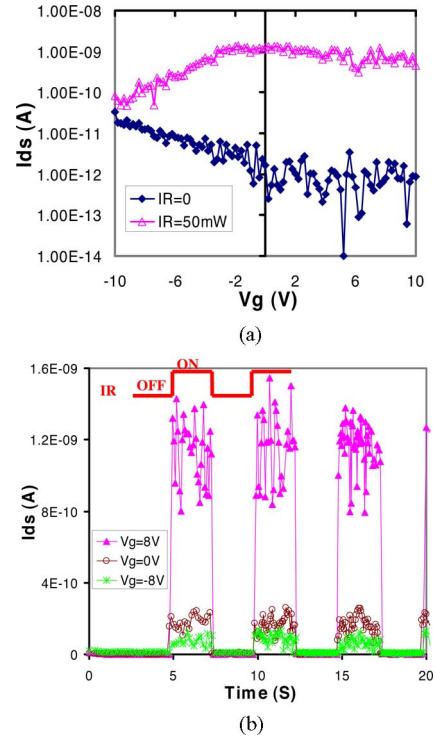 1.00E-08
1.00E-09
1.00E-10
1.00E-11
1.00E-12
1.00E-13
1.00E-14
Ids (A)
IR=0
IR=50mW
-10 -6 -2 2 6 10
Vg (V)
(a)
1.6E-09
1.2E-09
8E-10
4E-10
0
Ids (A)
IR OFF ON
Vg=8V
Vg=0V
Vg=-8V
0 5 10 15 20
Time (S)
(b)